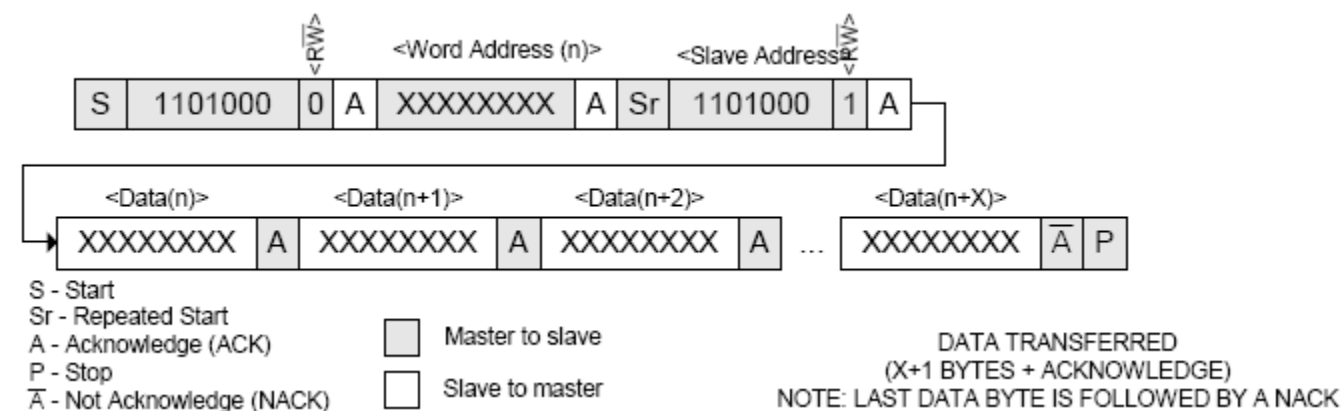 <RW̅> <Word Address (n)> <Slave Address> <RW̅>
S 1101000 0 A XXXXXXXX A Sr 1101000 1 A
<Data(n)> <Data(n+1)> <Data(n+2)> <Data(n+X)>
XXXXXXXX A XXXXXXXX A XXXXXXXX A ... XXXXXXXX A̅ P
S - Start
Sr - Repeated Start
A - Acknowledge (ACK)
P - Stop
A̅ - Not Acknowledge (NACK)
Master to slave
Slave to master
DATA TRANSFERRED
(X+1 BYTES + ACKNOWLEDGE)
NOTE: LAST DATA BYTE IS FOLLOWED BY A NACK